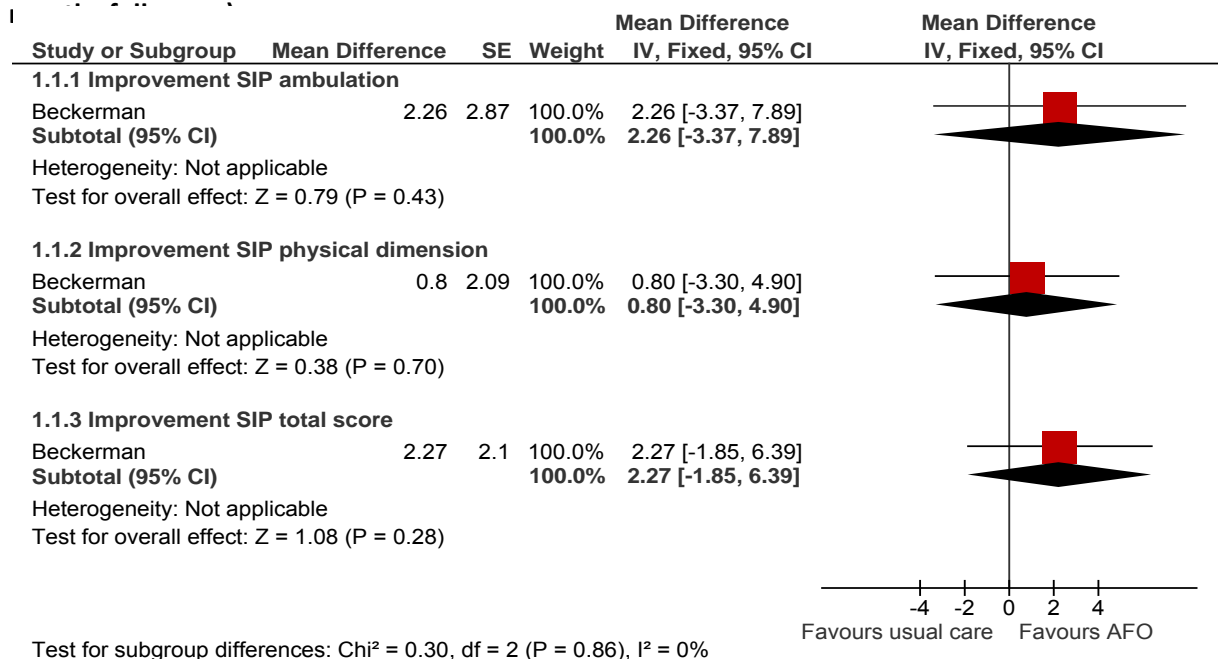 Mean Difference Mean Difference
Study or Subgroup Mean Difference SE Weight IV, Fixed, 95% CI IV, Fixed, 95% CI
1.1.1 Improvement SIP ambulation
Beckerman 2.26 2.87 100.0% 2.26 [-3.37, 7.89]
Subtotal (95% CI) 100.0% 2.26 [-3.37, 7.89]
Heterogeneity: Not applicable
Test for overall effect: Z = 0.79 (P = 0.43)
1.1.2 Improvement SIP physical dimension
Beckerman 0.8 2.09 100.0% 0.80 [-3.30, 4.90]
Subtotal (95% CI) 100.0% 0.80 [-3.30, 4.90]
Heterogeneity: Not applicable
Test for overall effect: Z = 0.38 (P = 0.70)
1.1.3 Improvement SIP total score
Beckerman 2.27 2.1 100.0% 2.27 [-1.85, 6.39]
Subtotal (95% CI) 100.0% 2.27 [-1.85, 6.39]
Heterogeneity: Not applicable
Test for overall effect: Z = 1.08 (P = 0.28)
-4 -2 0 2 4
Favours usual care Favours AFO
Test for subgroup differences: Chi² = 0.30, df = 2 (P = 0.86), I² = 0%